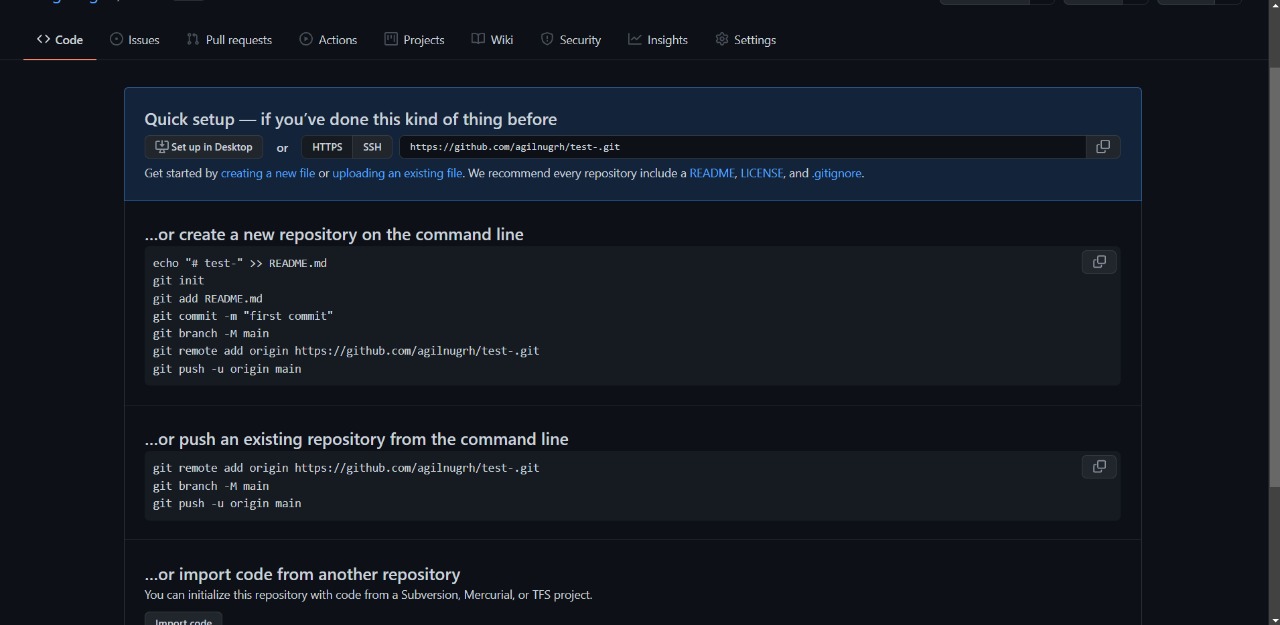 Code Issues Pull requests Actions Projects Wiki Security Insights Settings
Quick setup — if you've done this kind of thing before
Set up in Desktop or HTTPS SSH https://github.com/agilnugrh/test-.git
Get started by creating a new file or uploading an existing file. We recommend every repository include a README, LICENSE, and .gitignore.
...or create a new repository on the command line
echo "# test-" >> README.md
git init
git add README.md
git commit -m "first commit"
git branch -M main
git remote add origin https://github.com/agilnugrh/test-.git
git push -u origin main
...or push an existing repository from the command line
git remote add origin https://github.com/agilnugrh/test-.git
git branch -M main
git push -u origin main
...or import code from another repository
You can initialize this repository with code from a Subversion, Mercurial, or TFS project.
Import code